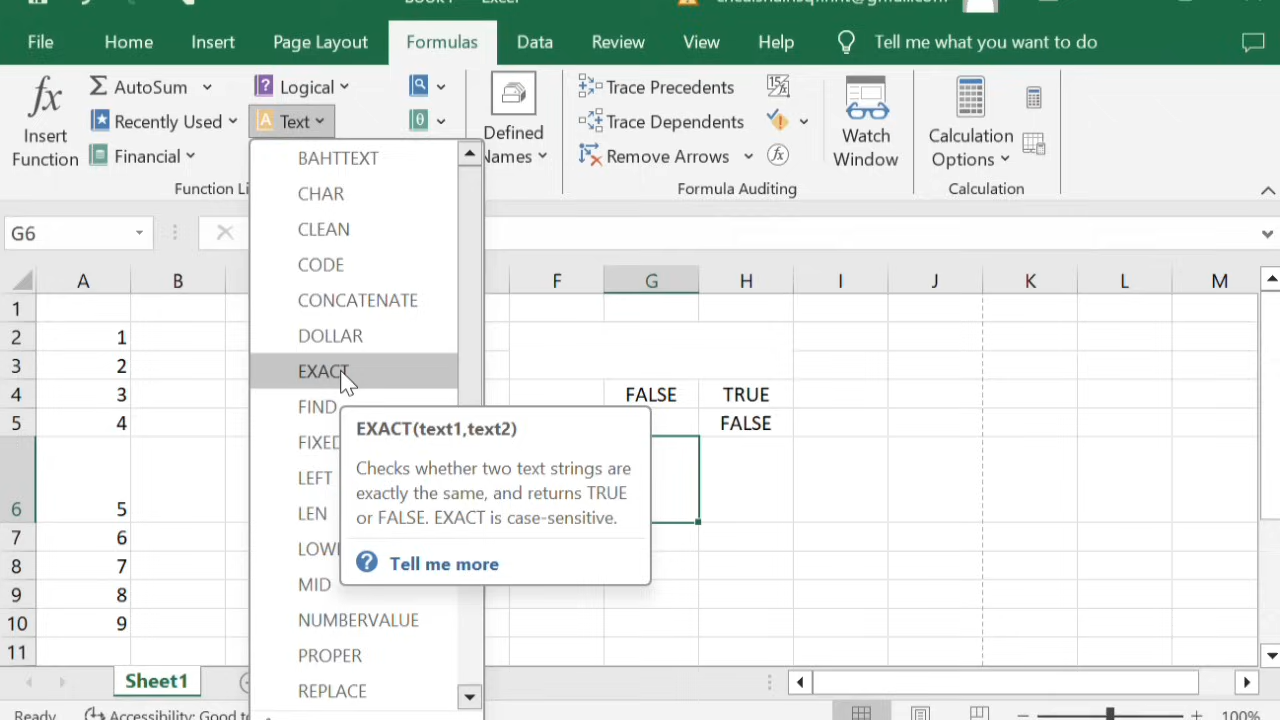 File Home Insert Page Layout Formulas Data Review View Help Tell me what you want to do
fx Insert Function
AutoSum
Recently Used
Financial
Logical
Text
Defined Names
Trace Precedents
Trace Dependents
Remove Arrows
Watch Window
Calculation Options
Formula Auditing
Calculation
G6
A B F G H I J K L M
1
2 1
3 2
4 3 FALSE TRUE
5 4 FALSE
6 5
7 6
8 7
9 8
10 9
11
BAHTTEXT
CHAR
CLEAN
CODE
CONCATENATE
DOLLAR
EXACT
FIND
FIXED
LEFT
LEN
MID
NUMBERVALUE
PROPER
REPLACE
EXACT(text1,text2)
Checks whether two text strings are
exactly the same, and returns TRUE
or FALSE. EXACT is case-sensitive.
Tell me more
Sheet1
Ready
100%